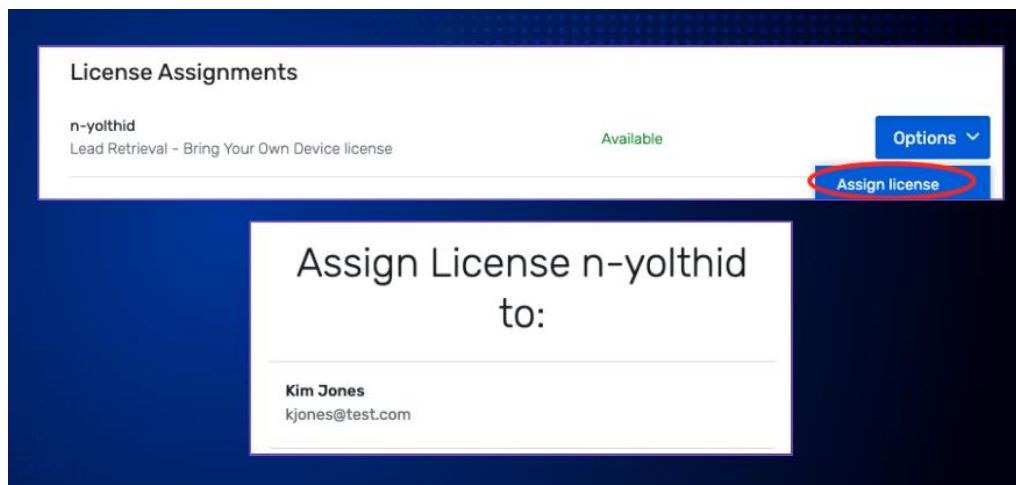 License Assignments
n-yolthid
Lead Retrieval - Bring Your Own Device license
Available
Options
Assign license
Assign License n-yolthid
to:
Kim Jones
kjones@test.com